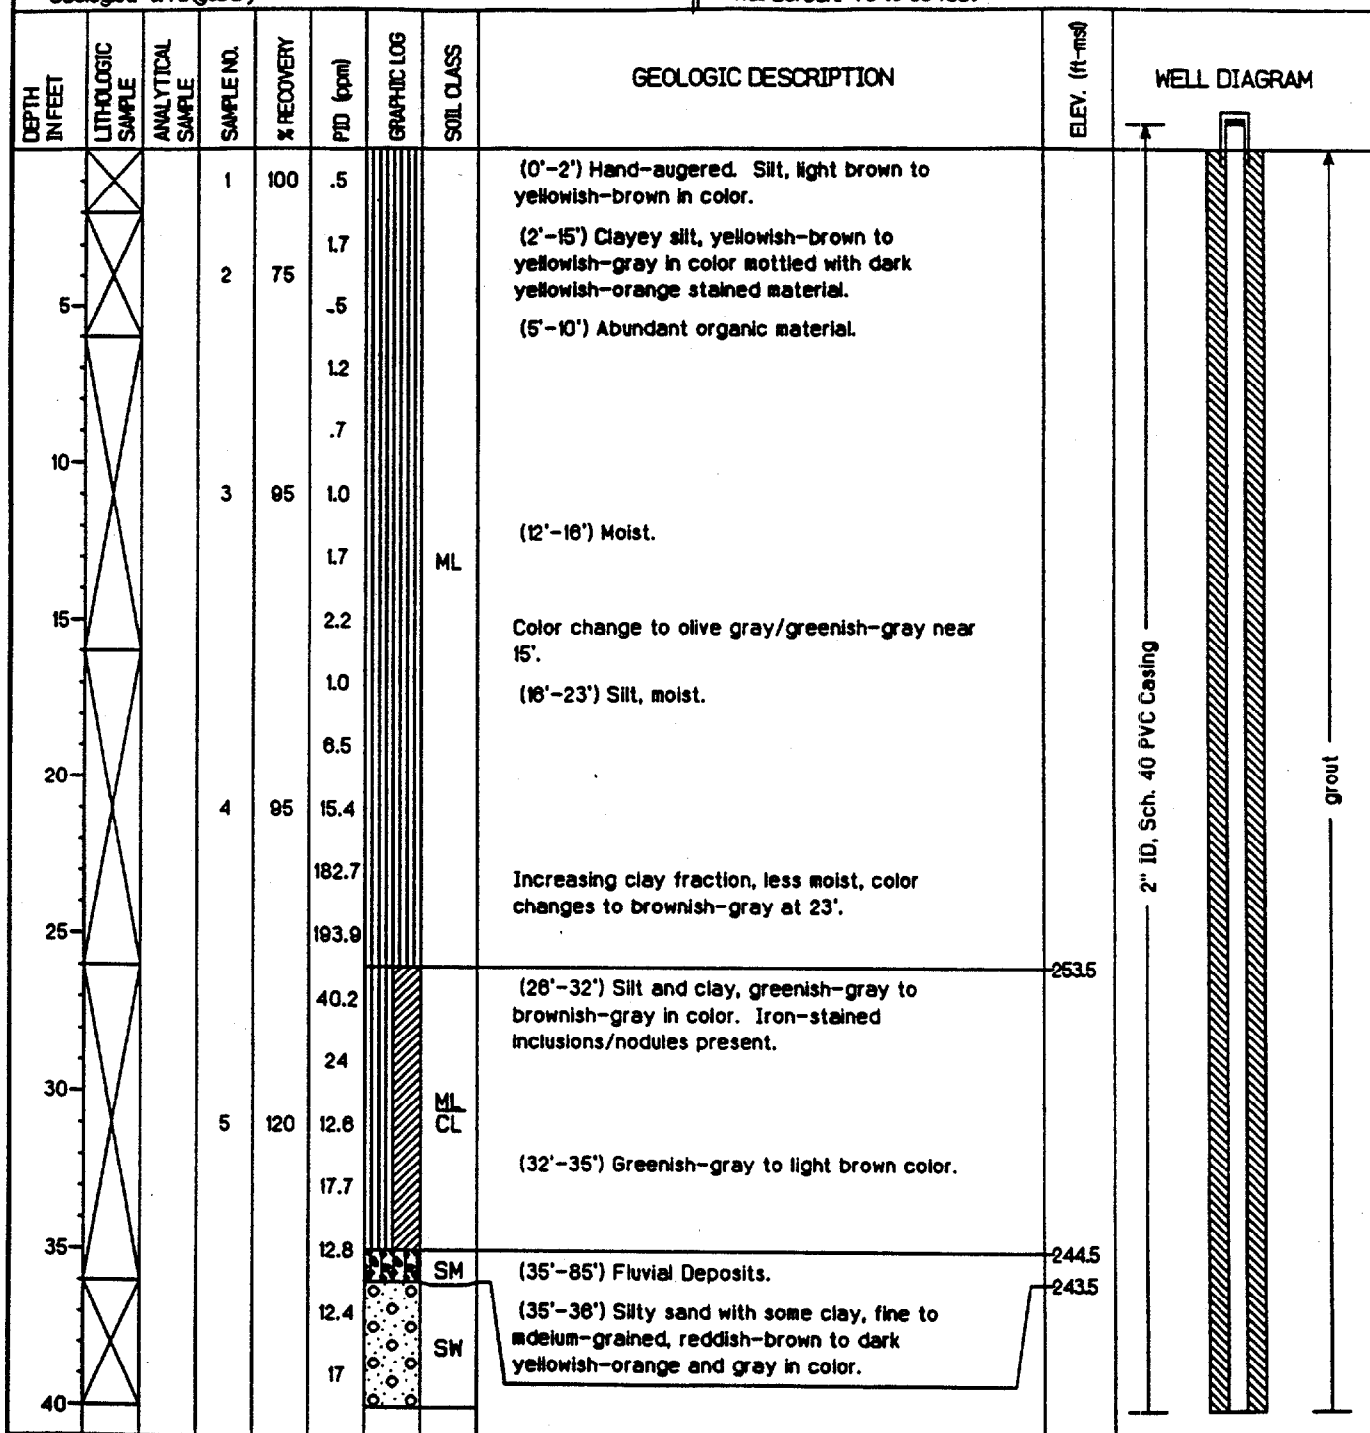 DEPTH
IN FEET
LITHOLOGIC
SAMPLE
ANALYTICAL
SAMPLE
SAMPLE NO.
% RECOVERY
PID (ppm)
GRAPHIC LOG
SOIL CLASS
GEOLOGIC DESCRIPTION
ELEV. (ft-msl)
WELL DIAGRAM
1 100 .5
(0'-2') Hand-augered. Silt, light brown to
yellowish-brown in color.
1.7
(2'-15') Clayey silt, yellowish-brown to
2 75
yellowish-gray in color mottled with dark
yellowish-orange stained material.
5
.5
(5'-10') Abundant organic material.
1.2
.7
10
3 95 1.0
(12'-16') Moist.
1.7
ML
15
2.2
Color change to olive gray/greenish-gray near
15'.
1.0
(16'-23') Silt, moist.
6.5
20
4 95 15.4
182.7
Increasing clay fraction, less moist, color
changes to brownish-gray at 23'.
25
193.9
253.5
40.2
(26'-32') Silt and clay, greenish-gray to
brownish-gray in color. Iron-stained
inclusions/nodules present.
24
30
5 120 12.6
ML
CL
(32'-35') Greenish-gray to light brown color.
17.7
35
12.8
244.5
SM
(35'-85') Fluvial Deposits.
243.5
12.4
(35'-36') Silty sand with some clay, fine to
mdeium-grained, reddish-brown to dark
yellowish-orange and gray in color.
SW
17
40
2" ID, Sch. 40 PVC Casing
grout